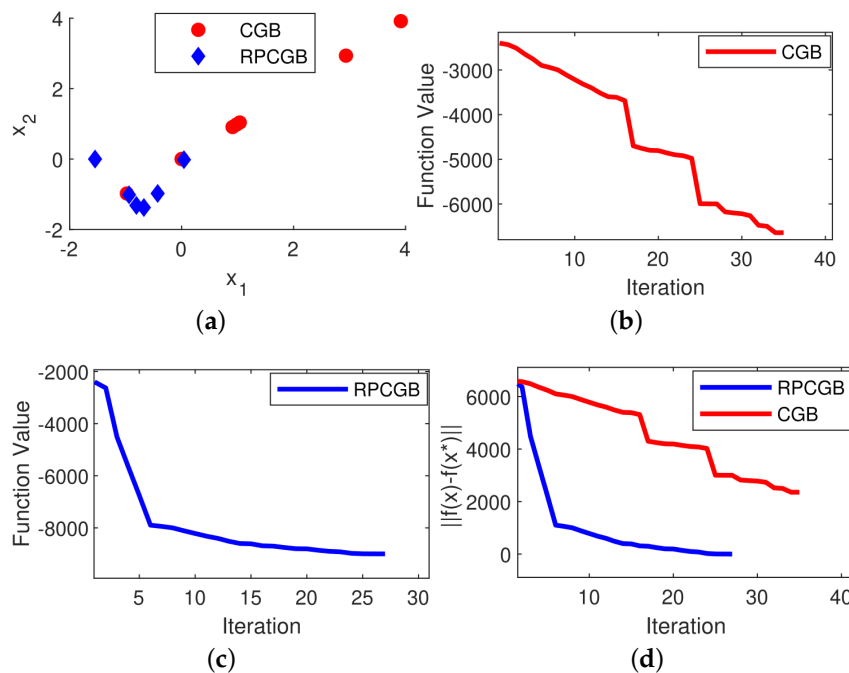 4
2
0
-2
-2
0
2
4
x2
x1
CGB
RPCGB
(a)
-3000
-4000
-5000
-6000
10
20
30
40
Function Value
Iteration
CGB
(b)
-2000
-4000
-6000
-8000
5
10
15
20
25
30
Function Value
Iteration
RPCGB
(c)
6000
4000
2000
0
10
20
30
40
||f(x)-f(x*)||
Iteration
RPCGB
CGB
(d)